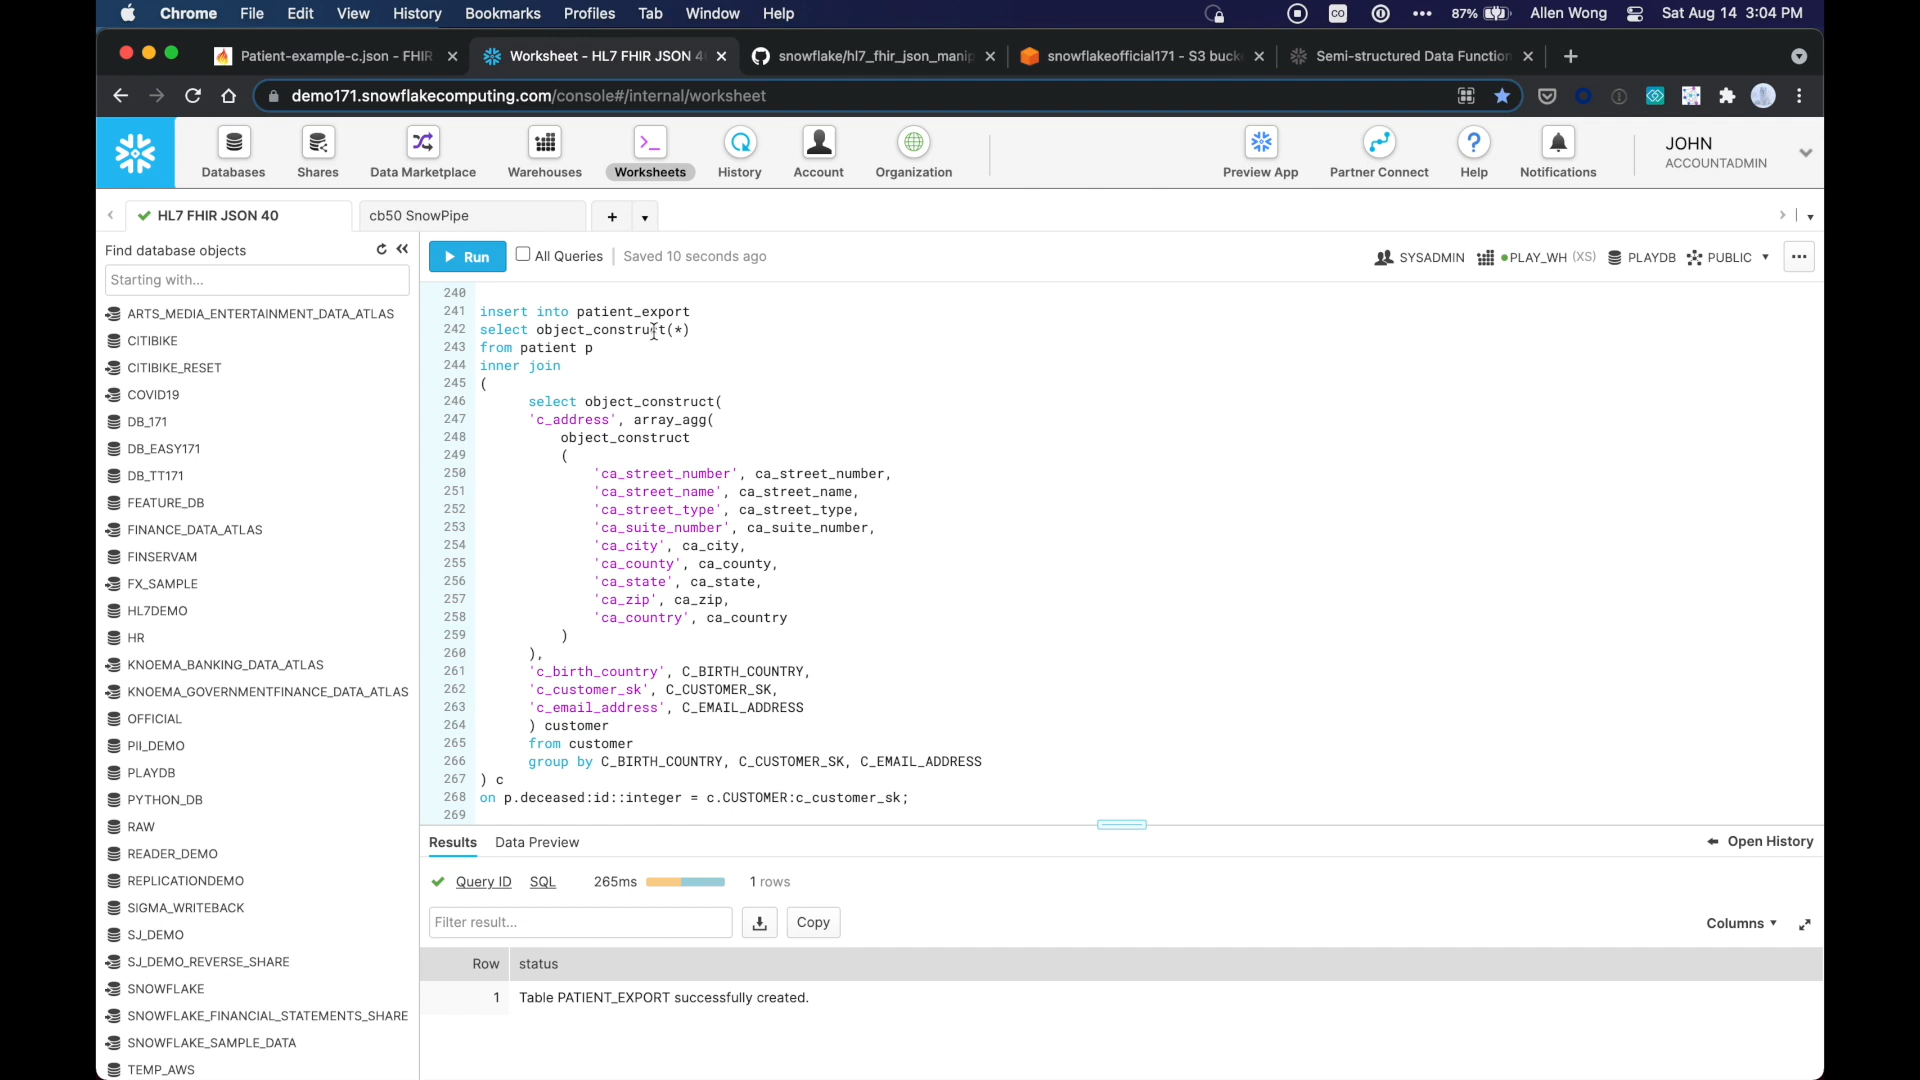 Chrome File Edit View History Bookmarks Profiles Tab Window Help CO 87% Allen Wong Sat Aug 14 3:04 PM
Patient-example-c.json - FHIR Worksheet - HL7 FHIR JSON 4 snowflake/hl7_fhir_json_manip snowflakeofficial171 - S3 buck Semi-structured Data Function
demo171.snowflakecomputing.com/console#/internal/worksheet
Databases Shares Data Marketplace Warehouses Worksheets History Account Organization Preview App Partner Connect Help Notifications
JOHN
ACCOUNTADMIN
HL7 FHIR JSON 40 cb50 SnowPipe
Find database objects
Starting with...
Run All Queries Saved 10 seconds ago SYSADMIN PLAY_WH (XS) PLAYDB PUBLIC
ARTS_MEDIA_ENTERTAINMENT_DATA_ATLAS
CITIBIKE
CITIBIKE_RESET
COVID19
DB_171
DB_EASY171
DB_TT171
FEATURE_DB
FINANCE_DATA_ATLAS
FINSERVAM
FX_SAMPLE
HL7DEMO
HR
KNOEMA_BANKING_DATA_ATLAS
KNOEMA_GOVERNMENTFINANCE_DATA_ATLAS
OFFICIAL
PII_DEMO
PLAYDB
PYTHON_DB
RAW
READER_DEMO
REPLICATIONDEMO
SIGMA_WRITEBACK
SJ_DEMO
SJ_DEMO_REVERSE_SHARE
SNOWFLAKE
SNOWFLAKE_FINANCIAL_STATEMENTS_SHARE
SNOWFLAKE_SAMPLE_DATA
TEMP_AWS
240
241 insert into patient_export
242 select object_construct(*)
243 from patient p
244 inner join
245 (
246 select object_construct(
247 'c_address', array_agg(
248 object_construct
249 (
250 'ca_street_number', ca_street_number,
251 'ca_street_name', ca_street_name,
252 'ca_street_type', ca_street_type,
253 'ca_suite_number', ca_suite_number,
254 'ca_city', ca_city,
255 'ca_county', ca_county,
256 'ca_state', ca_state,
257 'ca_zip', ca_zip,
258 'ca_country', ca_country
259 )
260 ),
261 'c_birth_country', C_BIRTH_COUNTRY,
262 'c_customer_sk', C_CUSTOMER_SK,
263 'c_email_address', C_EMAIL_ADDRESS
264 ) customer
265 from customer
266 group by C_BIRTH_COUNTRY, C_CUSTOMER_SK, C_EMAIL_ADDRESS
267 ) c
268 on p.deceased:id::integer = c.CUSTOMER:c_customer_sk;
269
Results Data Preview Open History
Query ID SQL 265ms 1 rows
Filter result... Copy Columns
Row status
1 Table PATIENT_EXPORT successfully created.